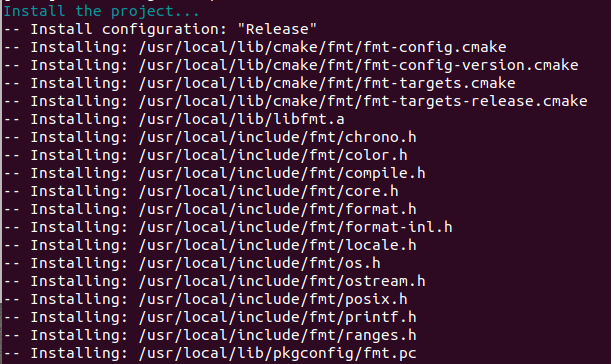 Install the project...
-- Install configuration: "Release"
-- Installing: /usr/local/lib/cmake/fmt/fmt-config.cmake
-- Installing: /usr/local/lib/cmake/fmt/fmt-config-version.cmake
-- Installing: /usr/local/lib/cmake/fmt/fmt-targets.cmake
-- Installing: /usr/local/lib/cmake/fmt/fmt-targets-release.cmake
-- Installing: /usr/local/lib/libfmt.a
-- Installing: /usr/local/include/fmt/chrono.h
-- Installing: /usr/local/include/fmt/color.h
-- Installing: /usr/local/include/fmt/compile.h
-- Installing: /usr/local/include/fmt/core.h
-- Installing: /usr/local/include/fmt/format.h
-- Installing: /usr/local/include/fmt/format-inl.h
-- Installing: /usr/local/include/fmt/locale.h
-- Installing: /usr/local/include/fmt/os.h
-- Installing: /usr/local/include/fmt/ostream.h
-- Installing: /usr/local/include/fmt/posix.h
-- Installing: /usr/local/include/fmt/printf.h
-- Installing: /usr/local/include/fmt/ranges.h
-- Installing: /usr/local/lib/pkgconfig/fmt.pc